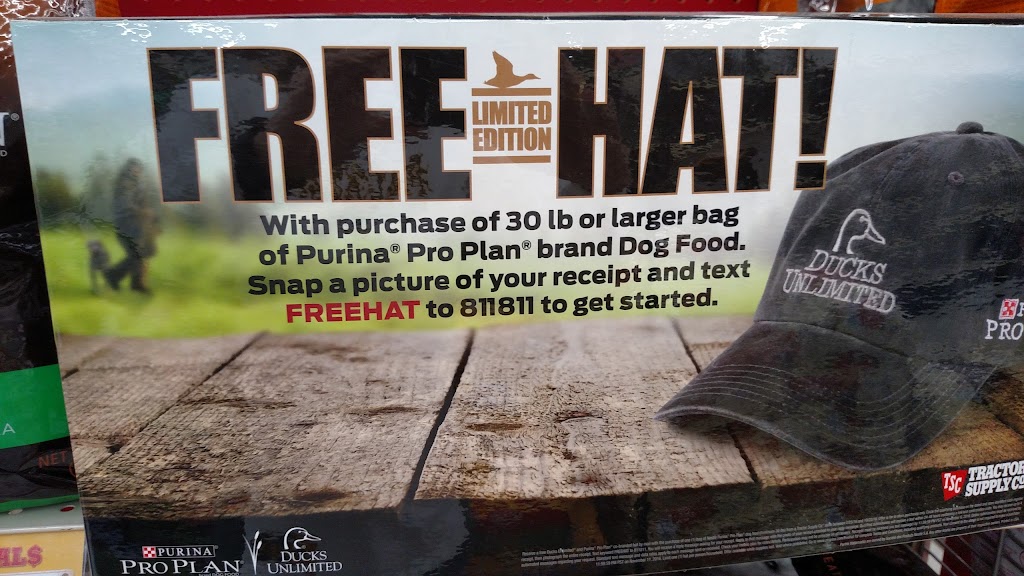 FREE HAT!
LIMITED
EDITION
With purchase of 30 lb or larger bag
of Purina® Pro Plan® brand Dog Food.
Snap a picture of your receipt and text
FREEHAT to 811811 to get started.
DUCKS
UNLIMITED
PRO
TSC TRACTOR
SUPPLY CO
PURINA
PRO PLAN
DUCKS
UNLIMITED
NET